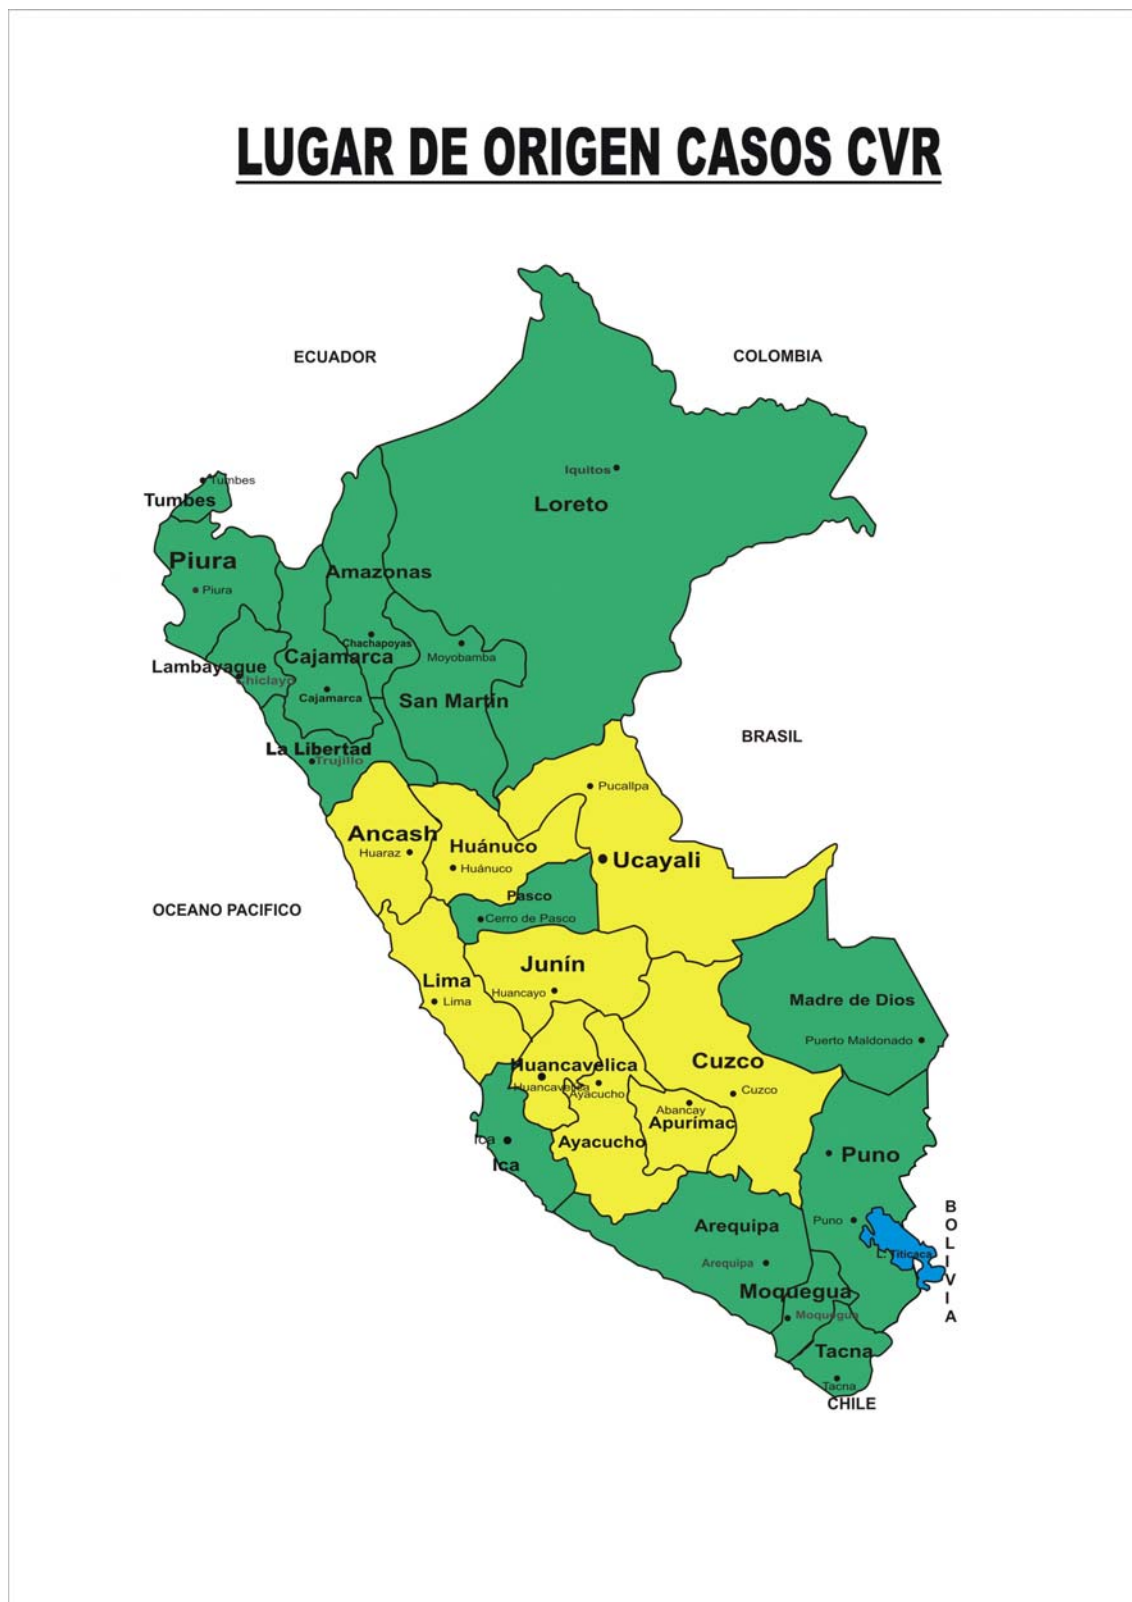 LUGAR DE ORIGEN CASOS CVR
ECUADOR
COLOMBIA
Iquitos
Loreto
Tumbes
Tumbes
Piura
Piura
Amazonas
Chachapoyas
Cajamarca
Cajamarca
Moyobamba
San Martín
Lambayaque
Chiclayo
La Libertad
Trujillo
BRASIL
Pucallpa
Ucayali
Ancash
Huaraz
Huánuco
Huánuco
Pasco
Cerro de Pasco
OCEANO PACIFICO
Junín
Huancayo
Lima
Lima
Madre de Dios
Puerto Maldonado
Huancavelica
Huancavelica
Ayacucho
Ayacucho
Cuzco
Cuzco
Abancay
Apurímac
Ica
Ica
Puno
Puno
L. Titicaca
BOLIVIA
Arequipa
Arequipa
Moquegua
Moquegua
Tacna
Tacna
CHILE